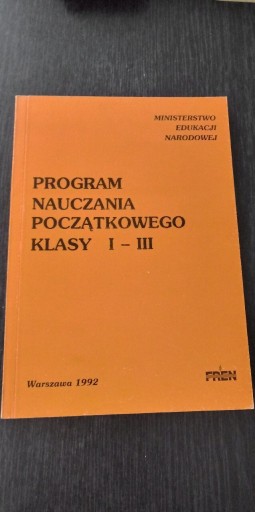 MINISTERSTWO
EDUKACJI
NARODOWEJ
PROGRAM
NAUCZANIA
POCZĄTKOWEGO
KLASY I – III
FREN
Warszawa 1992